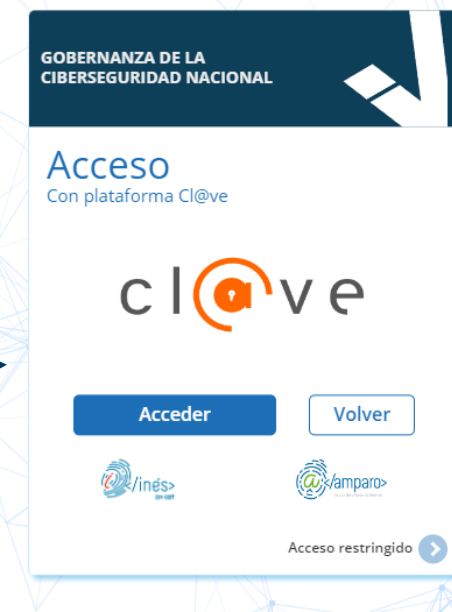 GOBERNANZA DE LA
CIBERSEGURIDAD NACIONAL
Acceso
Con plataforma Cl@ve
cl@ve
Acceder
Volver
@/inés>
@/amparo>
Acceso restringido